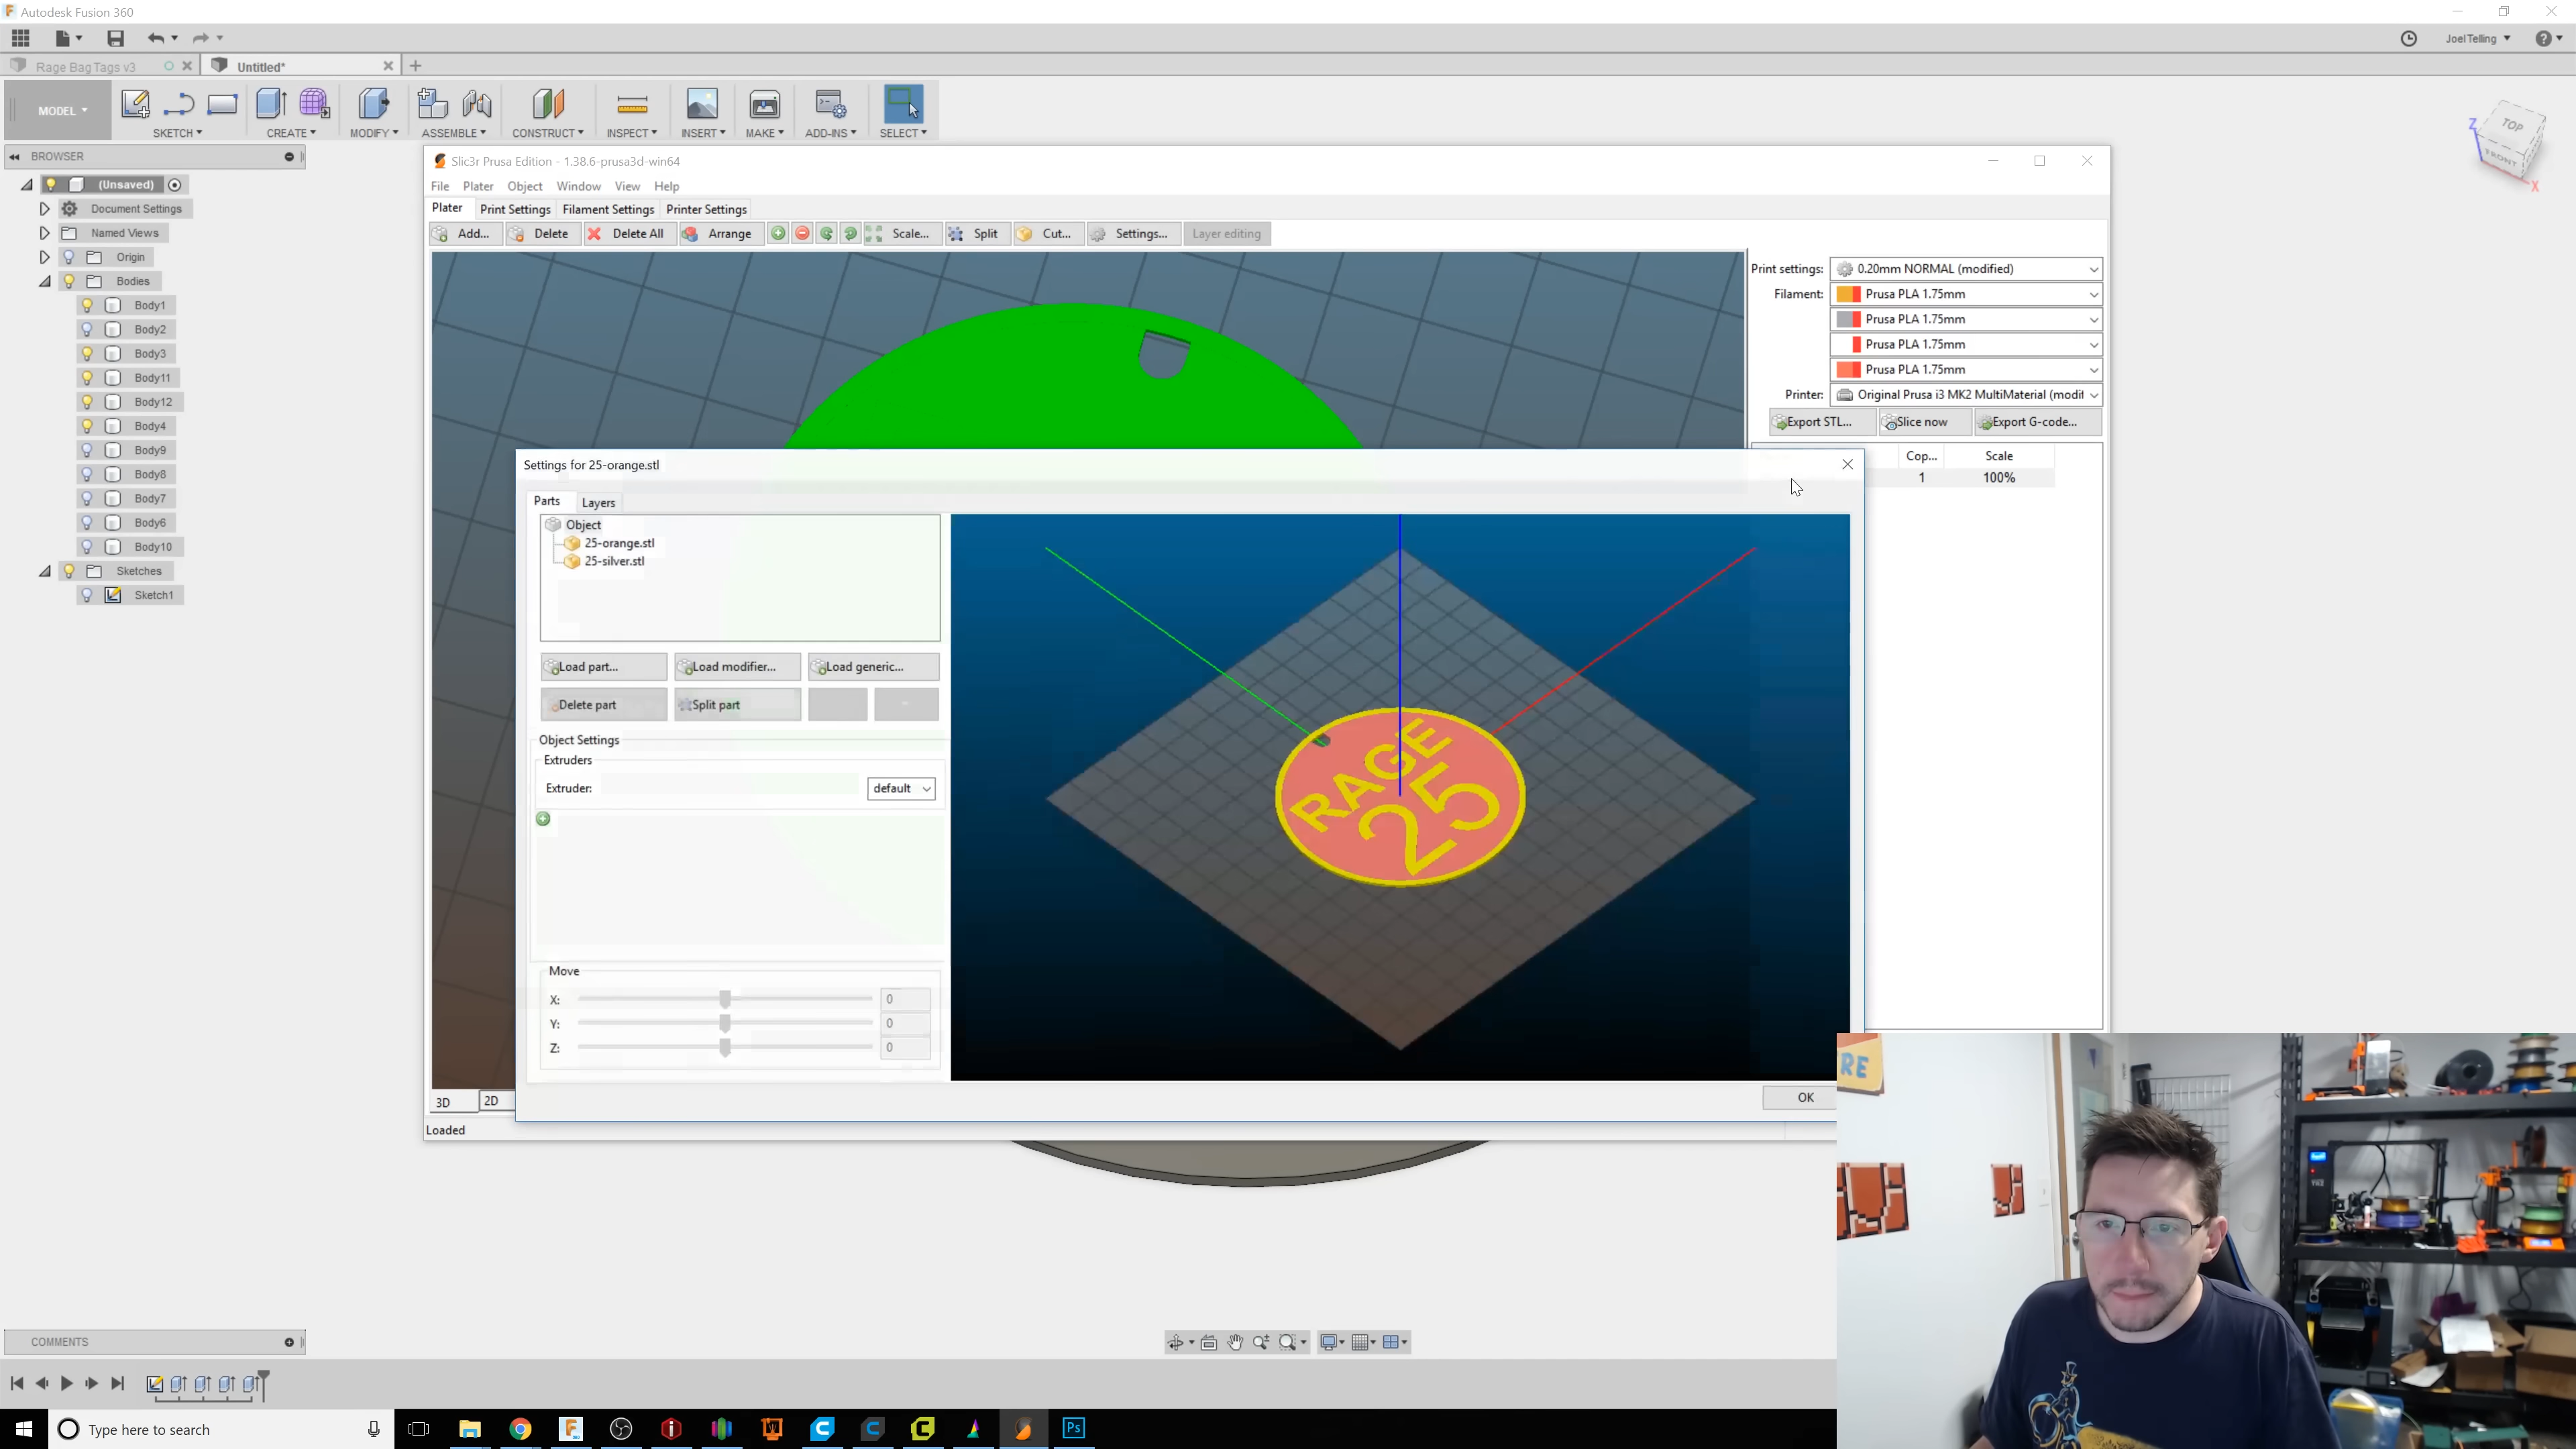 Autodesk Fusion 360
Joel Telling
Rage Bag Tags v3
Untitled*
MODEL
SKETCH
CREATE
MODIFY
ASSEMBLE
CONSTRUCT
INSPECT
INSERT
MAKE
ADD-INS
SELECT
TOP
FRONT
Z
X
BROWSER
(Unsaved)
Document Settings
Named Views
Origin
Bodies
Body1
Body2
Body3
Body11
Body12
Body4
Body9
Body8
Body7
Body6
Body10
Sketches
Sketch1
Slic3r Prusa Edition - 1.38.6-prusa3d-win64
File Plater Object Window View Help
Plater Print Settings Filament Settings Printer Settings
Add... Delete Delete All Arrange Scale... Split Cut... Settings... Layer editing
Print settings: 0.20mm NORMAL (modified)
Filament: Prusa PLA 1.75mm
Prusa PLA 1.75mm
Prusa PLA 1.75mm
Prusa PLA 1.75mm
Printer: Original Prusa i3 MK2 MultiMaterial (modif
Export STL... Slice now Export G-code...
Cop... Scale
1 100%
Settings for 25-orange.stl
Parts Layers
Object
25-orange.stl
25-silver.stl
Load part... Load modifier... Load generic...
Delete part Split part
Object Settings
Extruders
Extruder: default
Move
X: 0
Y: 0
Z: 0
RAGE
25
OK
3D 2D
Loaded
RE
COMMENTS
Type here to search
Ps